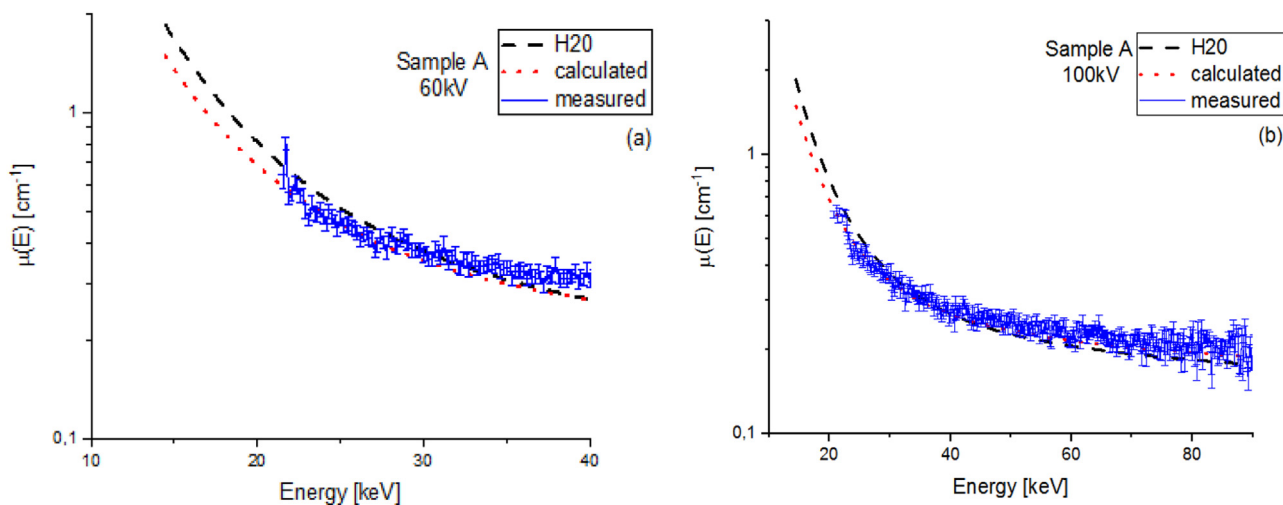 H20
calculated
measured
Sample A
60kV
(a)
1
0,1
10
20
30
40
μ(E) [cm⁻¹]
Energy [keV]
H20
calculated
measured
Sample A
100kV
(b)
1
0,1
20
40
60
80
μ(E) [cm⁻¹]
Energy [keV]